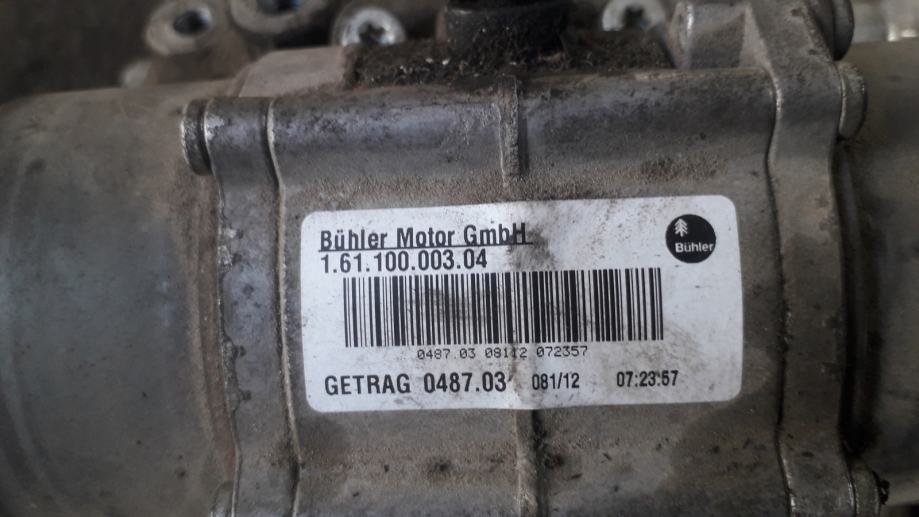 Bühler Motor GmbH
1.61.100.003.04
Bühler
0487.03 08112 072357
GETRAG 0487.03 081/12 07:23:57